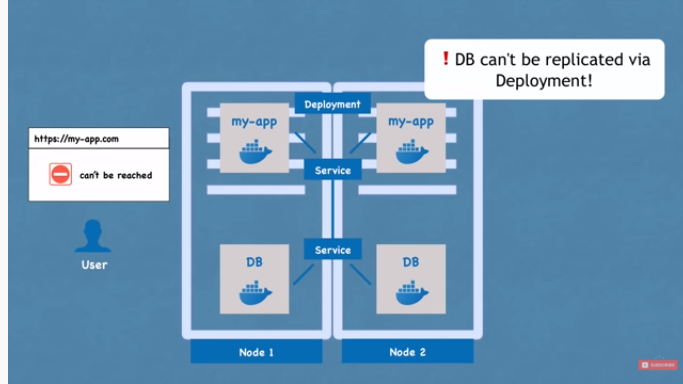 ! DB can't be replicated via
Deployment!
Deployment
my-app
my-app
https://my-app.com
Service
can't be reached
Service
User
DB
DB
Node 1
Node 2
SUBSCRIBE